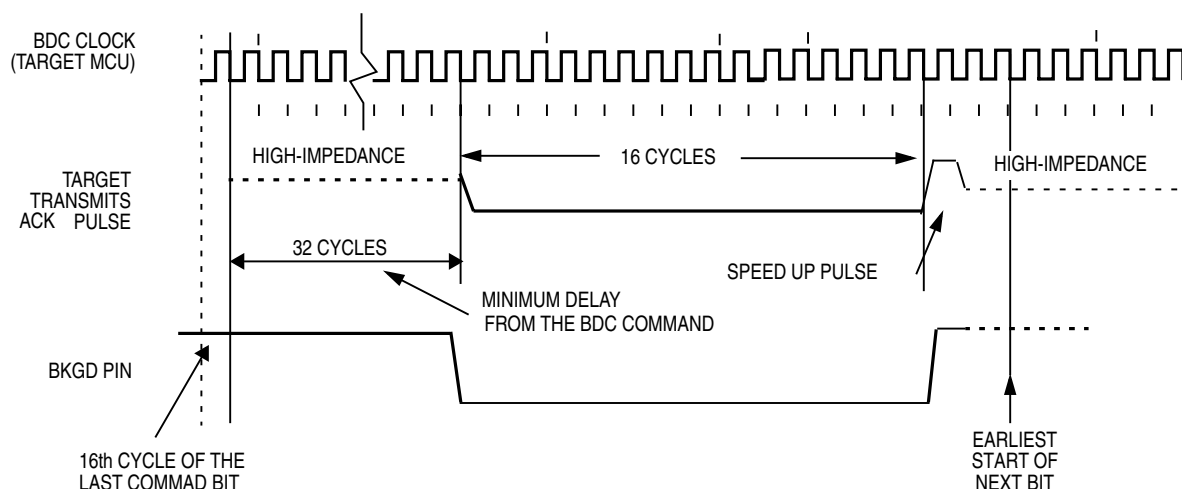 BDC CLOCK
(TARGET MCU)
HIGH-IMPEDANCE
16 CYCLES
HIGH-IMPEDANCE
TARGET
TRANSMITS
ACK PULSE
32 CYCLES
SPEED UP PULSE
MINIMUM DELAY
FROM THE BDC COMMAND
BKGD PIN
16th CYCLE OF THE
LAST COMMAD BIT
EARLIEST
START OF
NEXT BIT